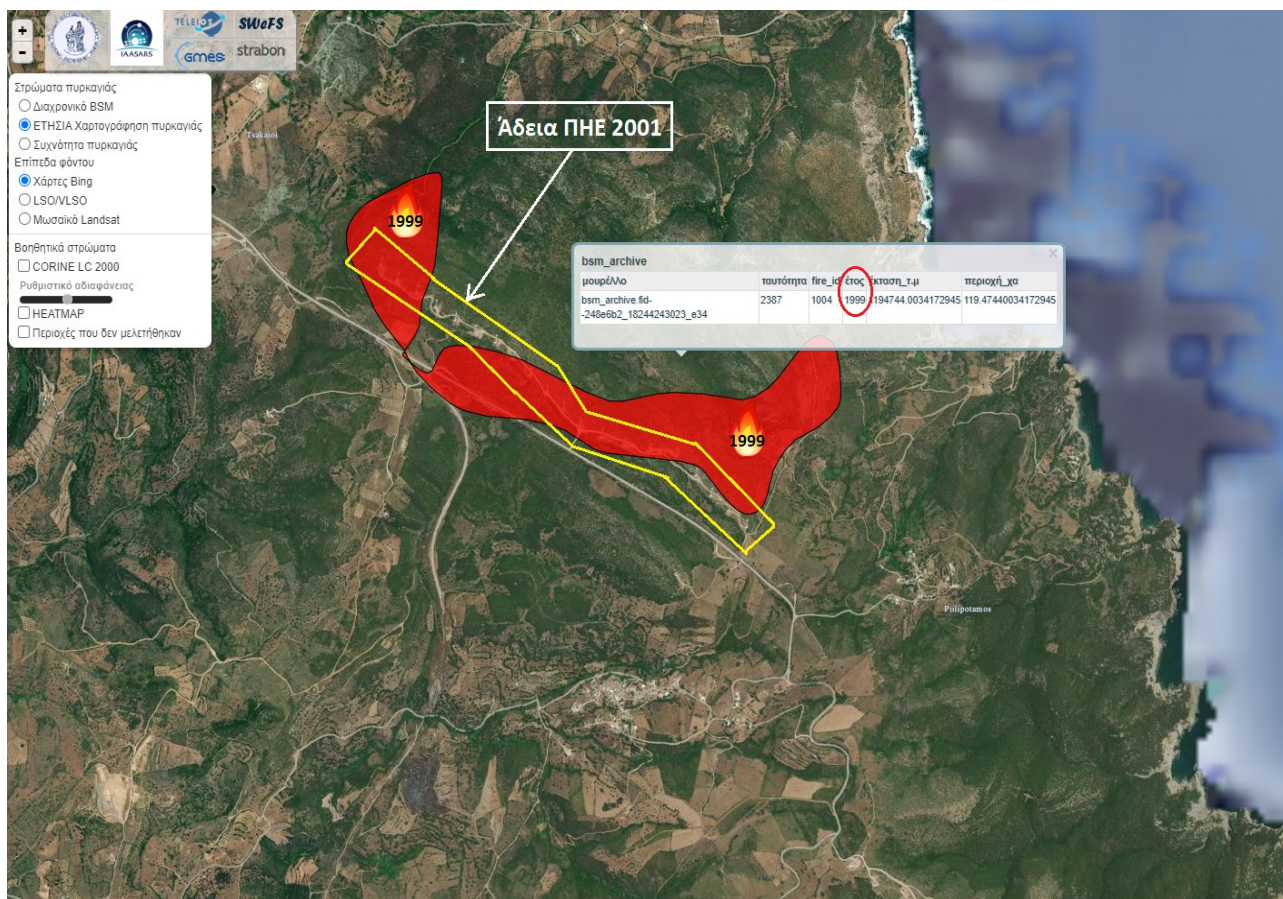 +
-
IAASARS
TELEIOS
SWeFS
Gmes
strabon
Στρώματα πυρκαγιάς
Διαχρονικό BSM
ΕΤΗΣΙΑ Χαρτογράφηση πυρκαγιάς
Συχνότητα πυρκαγιάς
Επίπεδα φόντου
Χάρτες Bing
LSO/VLSO
Μωσαϊκό Landsat
Βοηθητικά στρώματα
CORINE LC 2000
Ρυθμιστικό αδιαφάνειας
HEATMAP
Περιοχές που δεν μελετήθηκαν
Tsakaioi
Άδεια ΠΗΕ 2001
1999
bsm_archive
μουρέλλο ταυτότητα fire_id έτος έκταση_τ.μ περιοχή_χα
bsm_archive.fid- 2387 1004 1999 194744.0034172945 119.47440034172945
-248e6b2_18244243023_e34
1999
Polipotamos